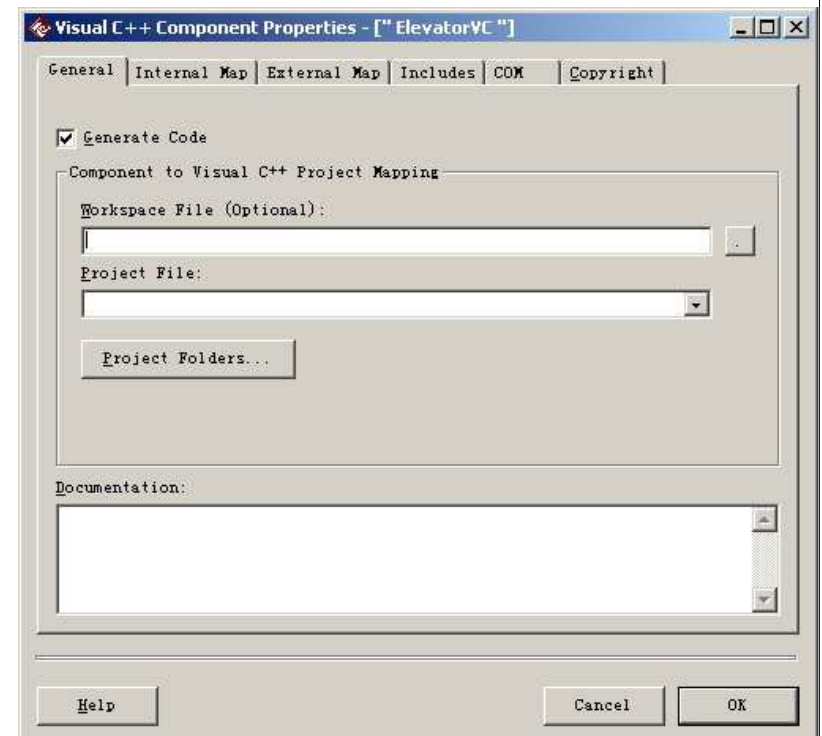 Visual C++ Component Properties - [" ElevatorVC "]
General Internal Map External Map Includes COM Copyright
Generate Code
Component to Visual C++ Project Mapping
Workspace File (Optional):
.
Project File:
Project Folders...
Documentation:
Help Cancel OK